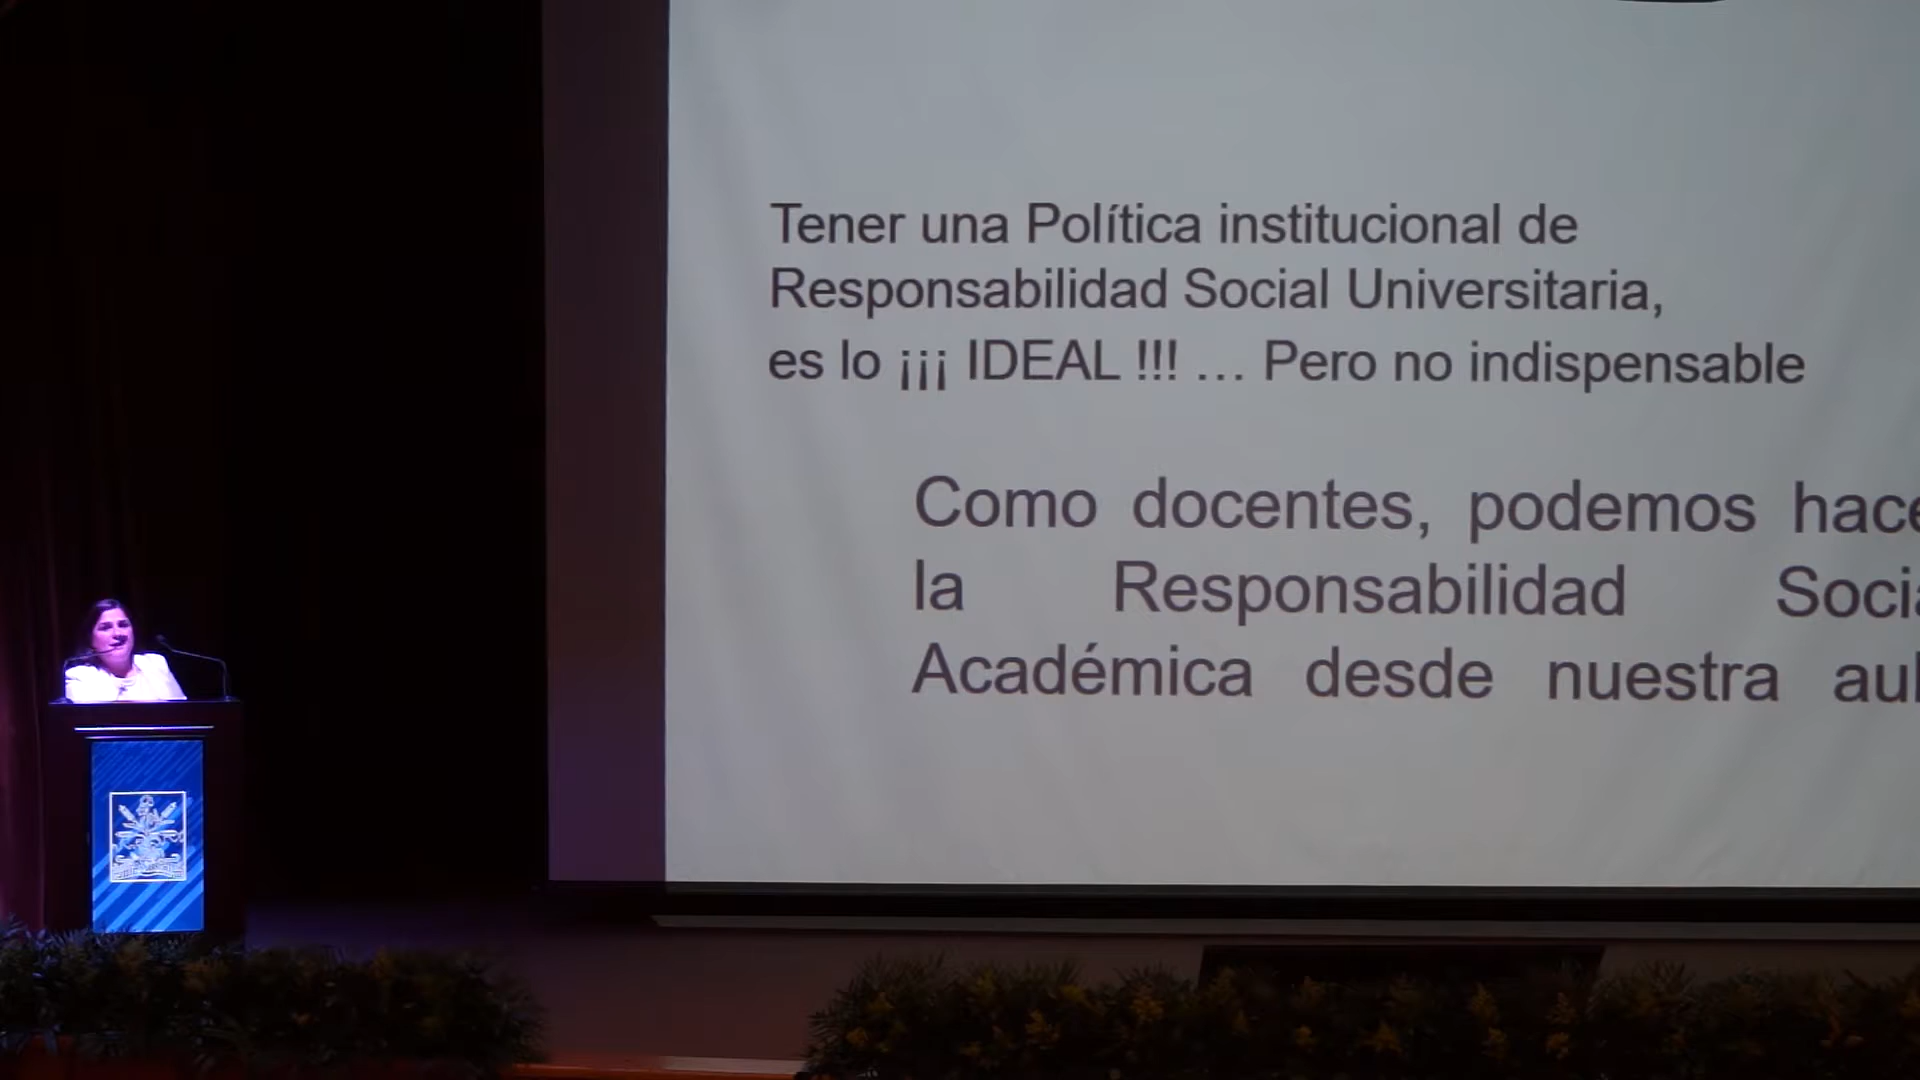 Tener una Política institucional de
Responsabilidad Social Universitaria,
es lo ¡¡¡ IDEAL !!! … Pero no indispensable
Como docentes, podemos
la Responsabilidad
Académica desde nuestra